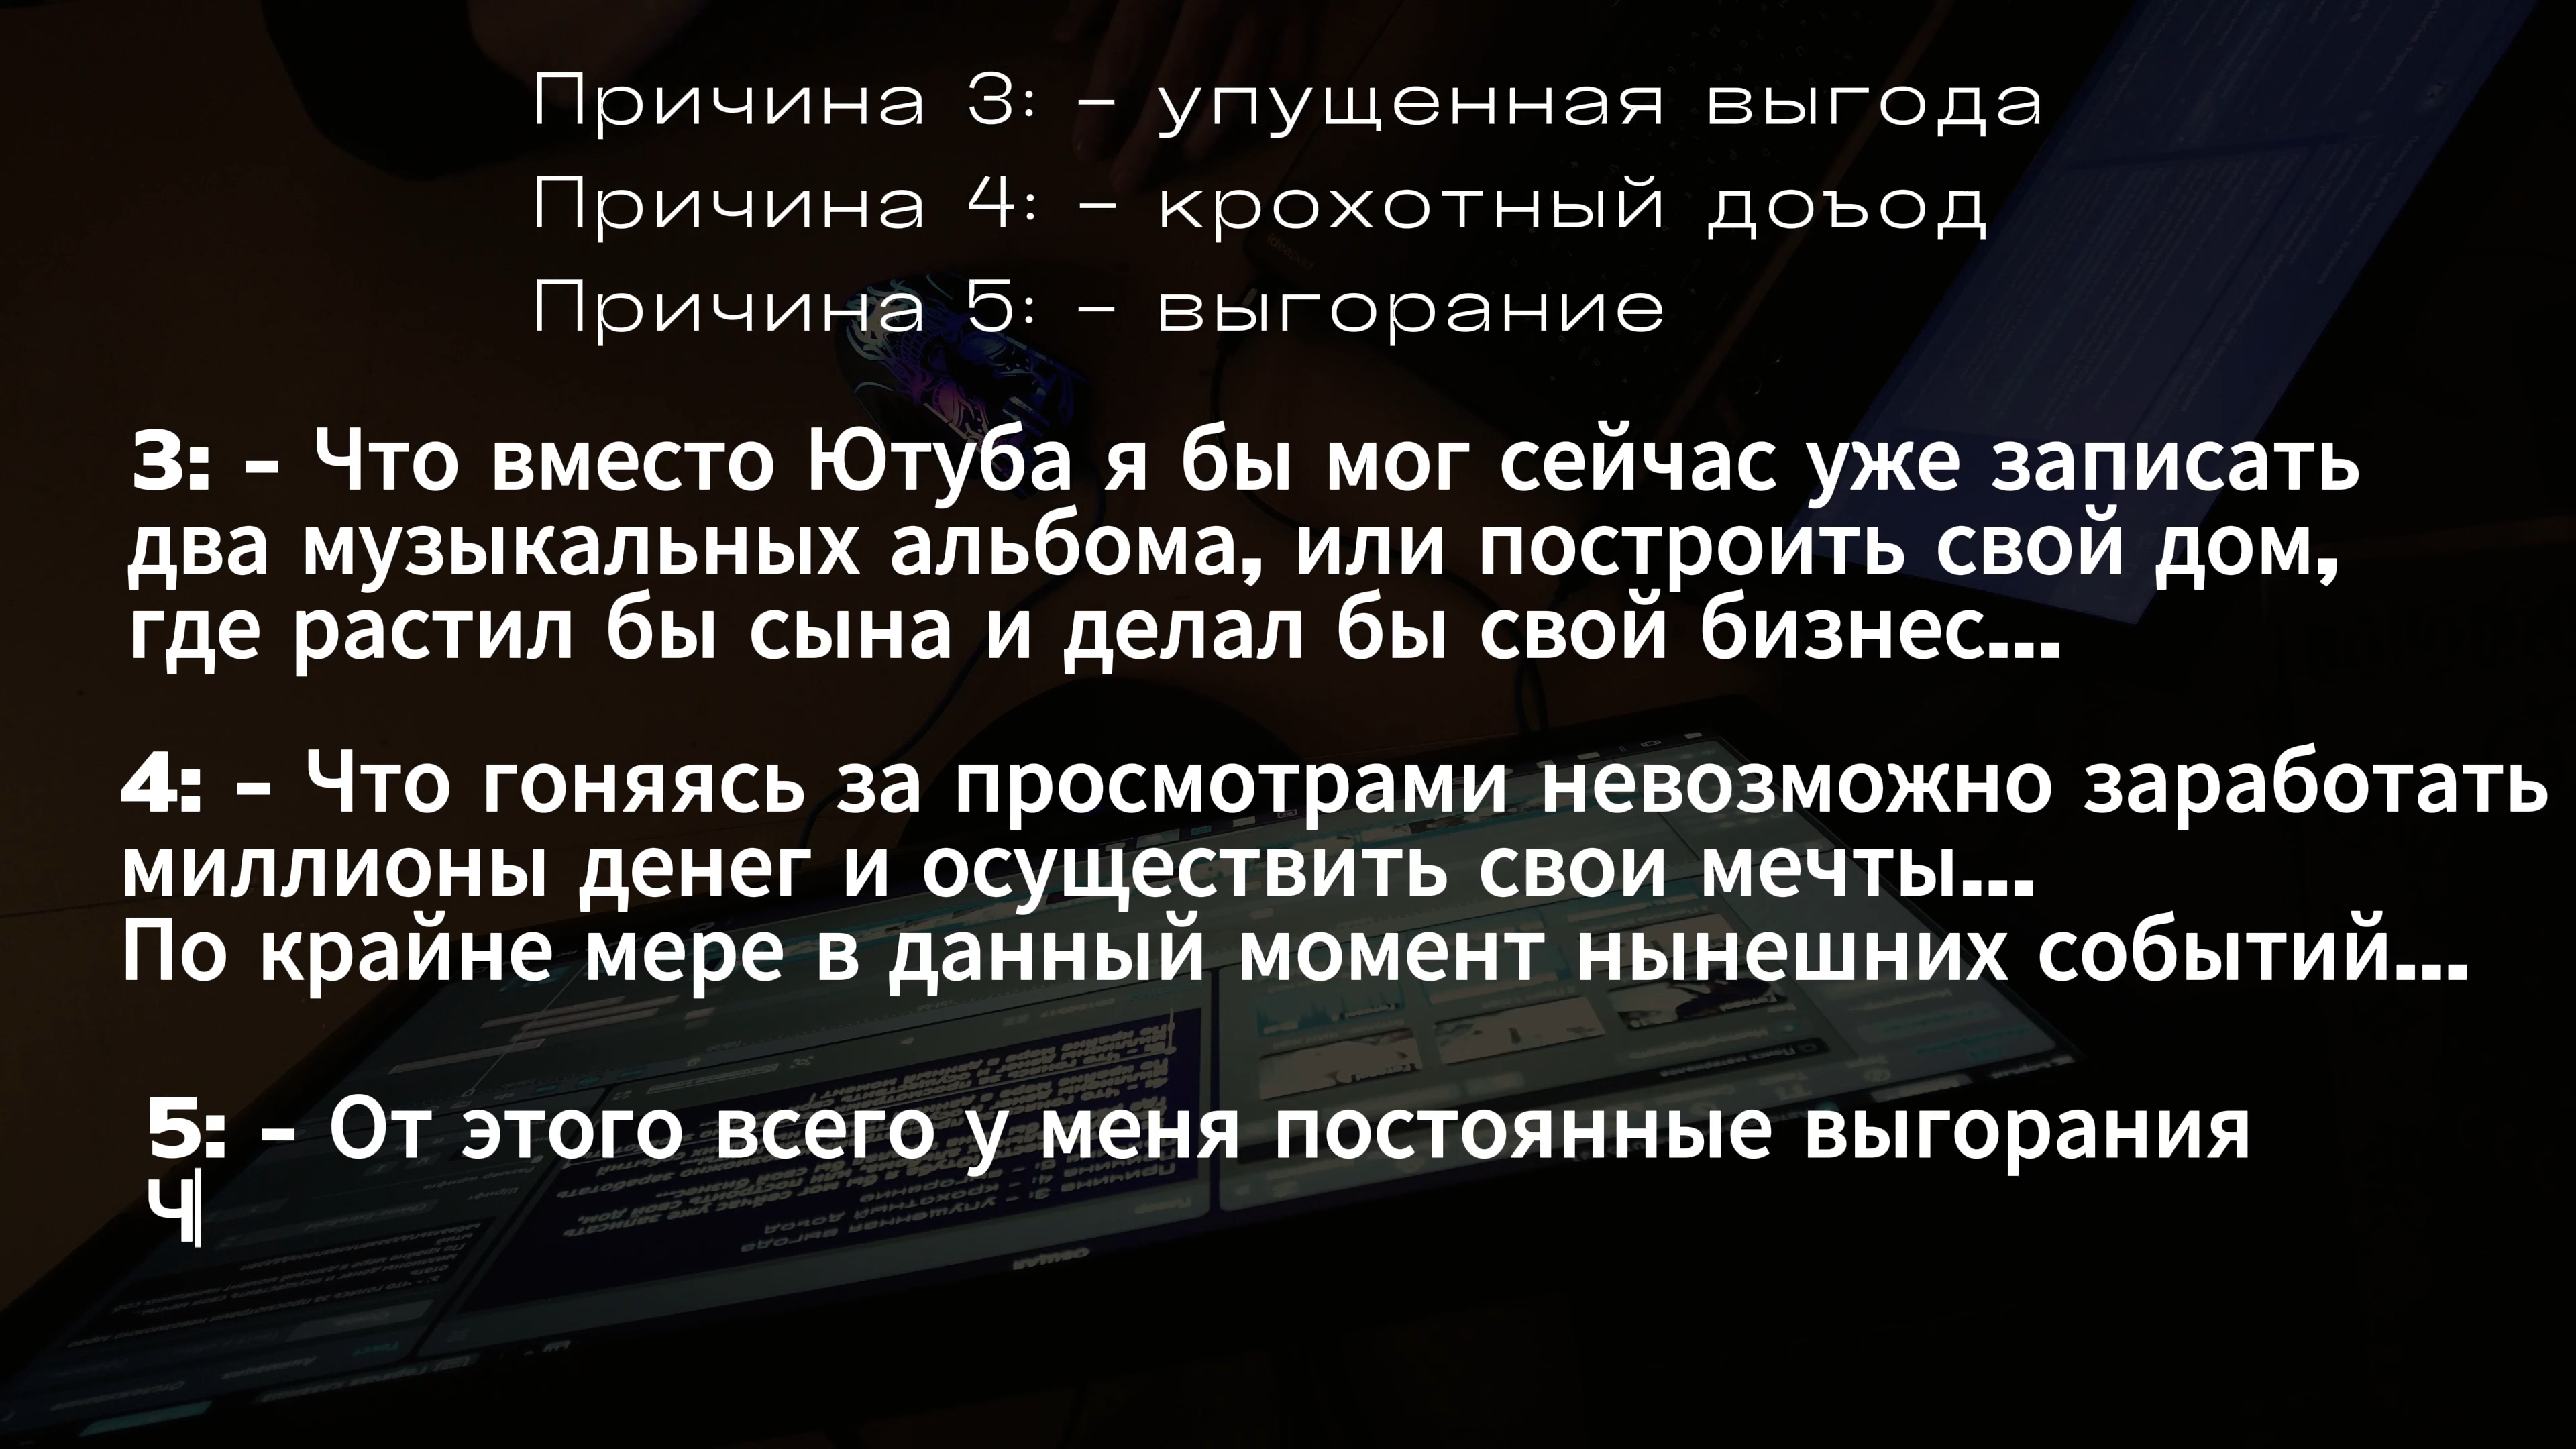 Причина 3: - упущенная выгода
Причина 4: - крохотный доъод
Причина 5: - выгорание
3: - Что вместо Ютуба я бы мог сейчас уже записать
два музыкальных альбома, или построить свой дом,
где растил бы сына и делал бы свой бизнес...
4: - Что гоняясь за просмотрами невозможно заработать
миллионы денег и осуществить свои мечты...
По крайне мере в данный момент нынешних событий...
5: - От этого всего у меня постоянные выгорания
Ч